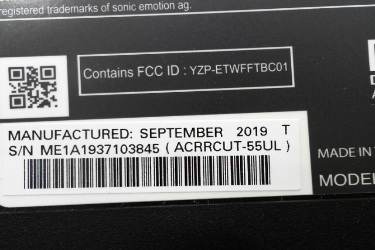 registered trademarks of sonic emotion ag.
Contains FCC ID : YZP-ETWFFTBC01
MANUFACTURED: SEPTEMBER 2019 T
S/N ME1A1937103845 ( ACRRCUT-55UL )
MADE IN
MODEL